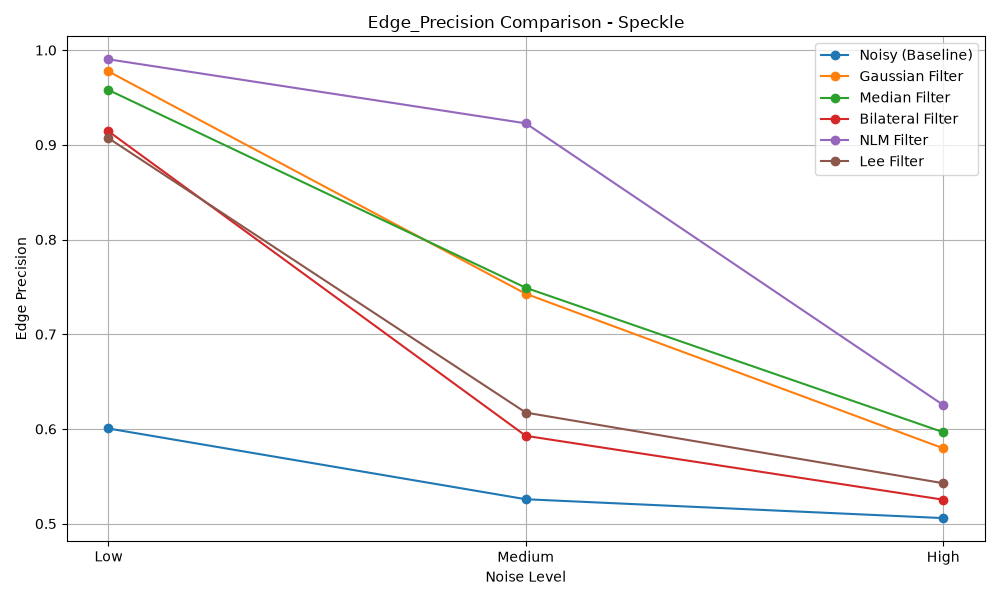 Edge_Precision Comparison - Speckle
Edge Precision
1.0
0.9
0.8
0.7
0.6
0.5
Noisy (Baseline)
Gaussian Filter
Median Filter
Bilateral Filter
NLM Filter
Lee Filter
Low
Medium
High
Noise Level